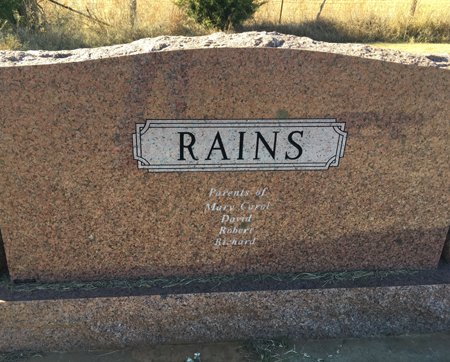 RAINS
Parents of
Mary Carol
David
Robert
Richard